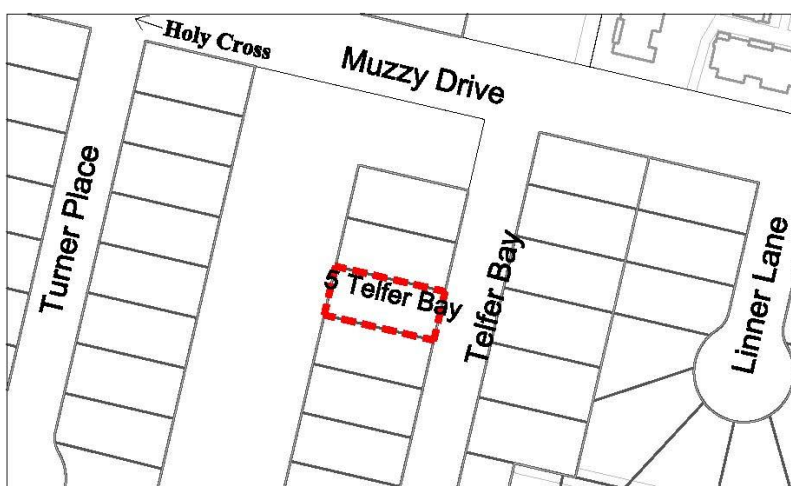 Holy Cross
Muzzy Drive
Turner Place
5 Telfer Bay
Telfer Bay
Linner Lane